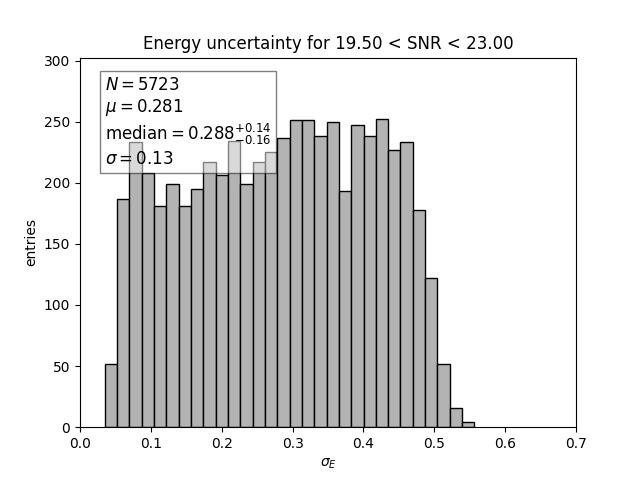 Energy uncertainty for 19.50 < SNR < 23.00
N = 5723
μ = 0.281
median = 0.288 +0.14 −0.16
σ = 0.13
300
250
200
150
100
50
0
entries
0.0 0.1 0.2 0.3 0.4 0.5 0.6 0.7
σE